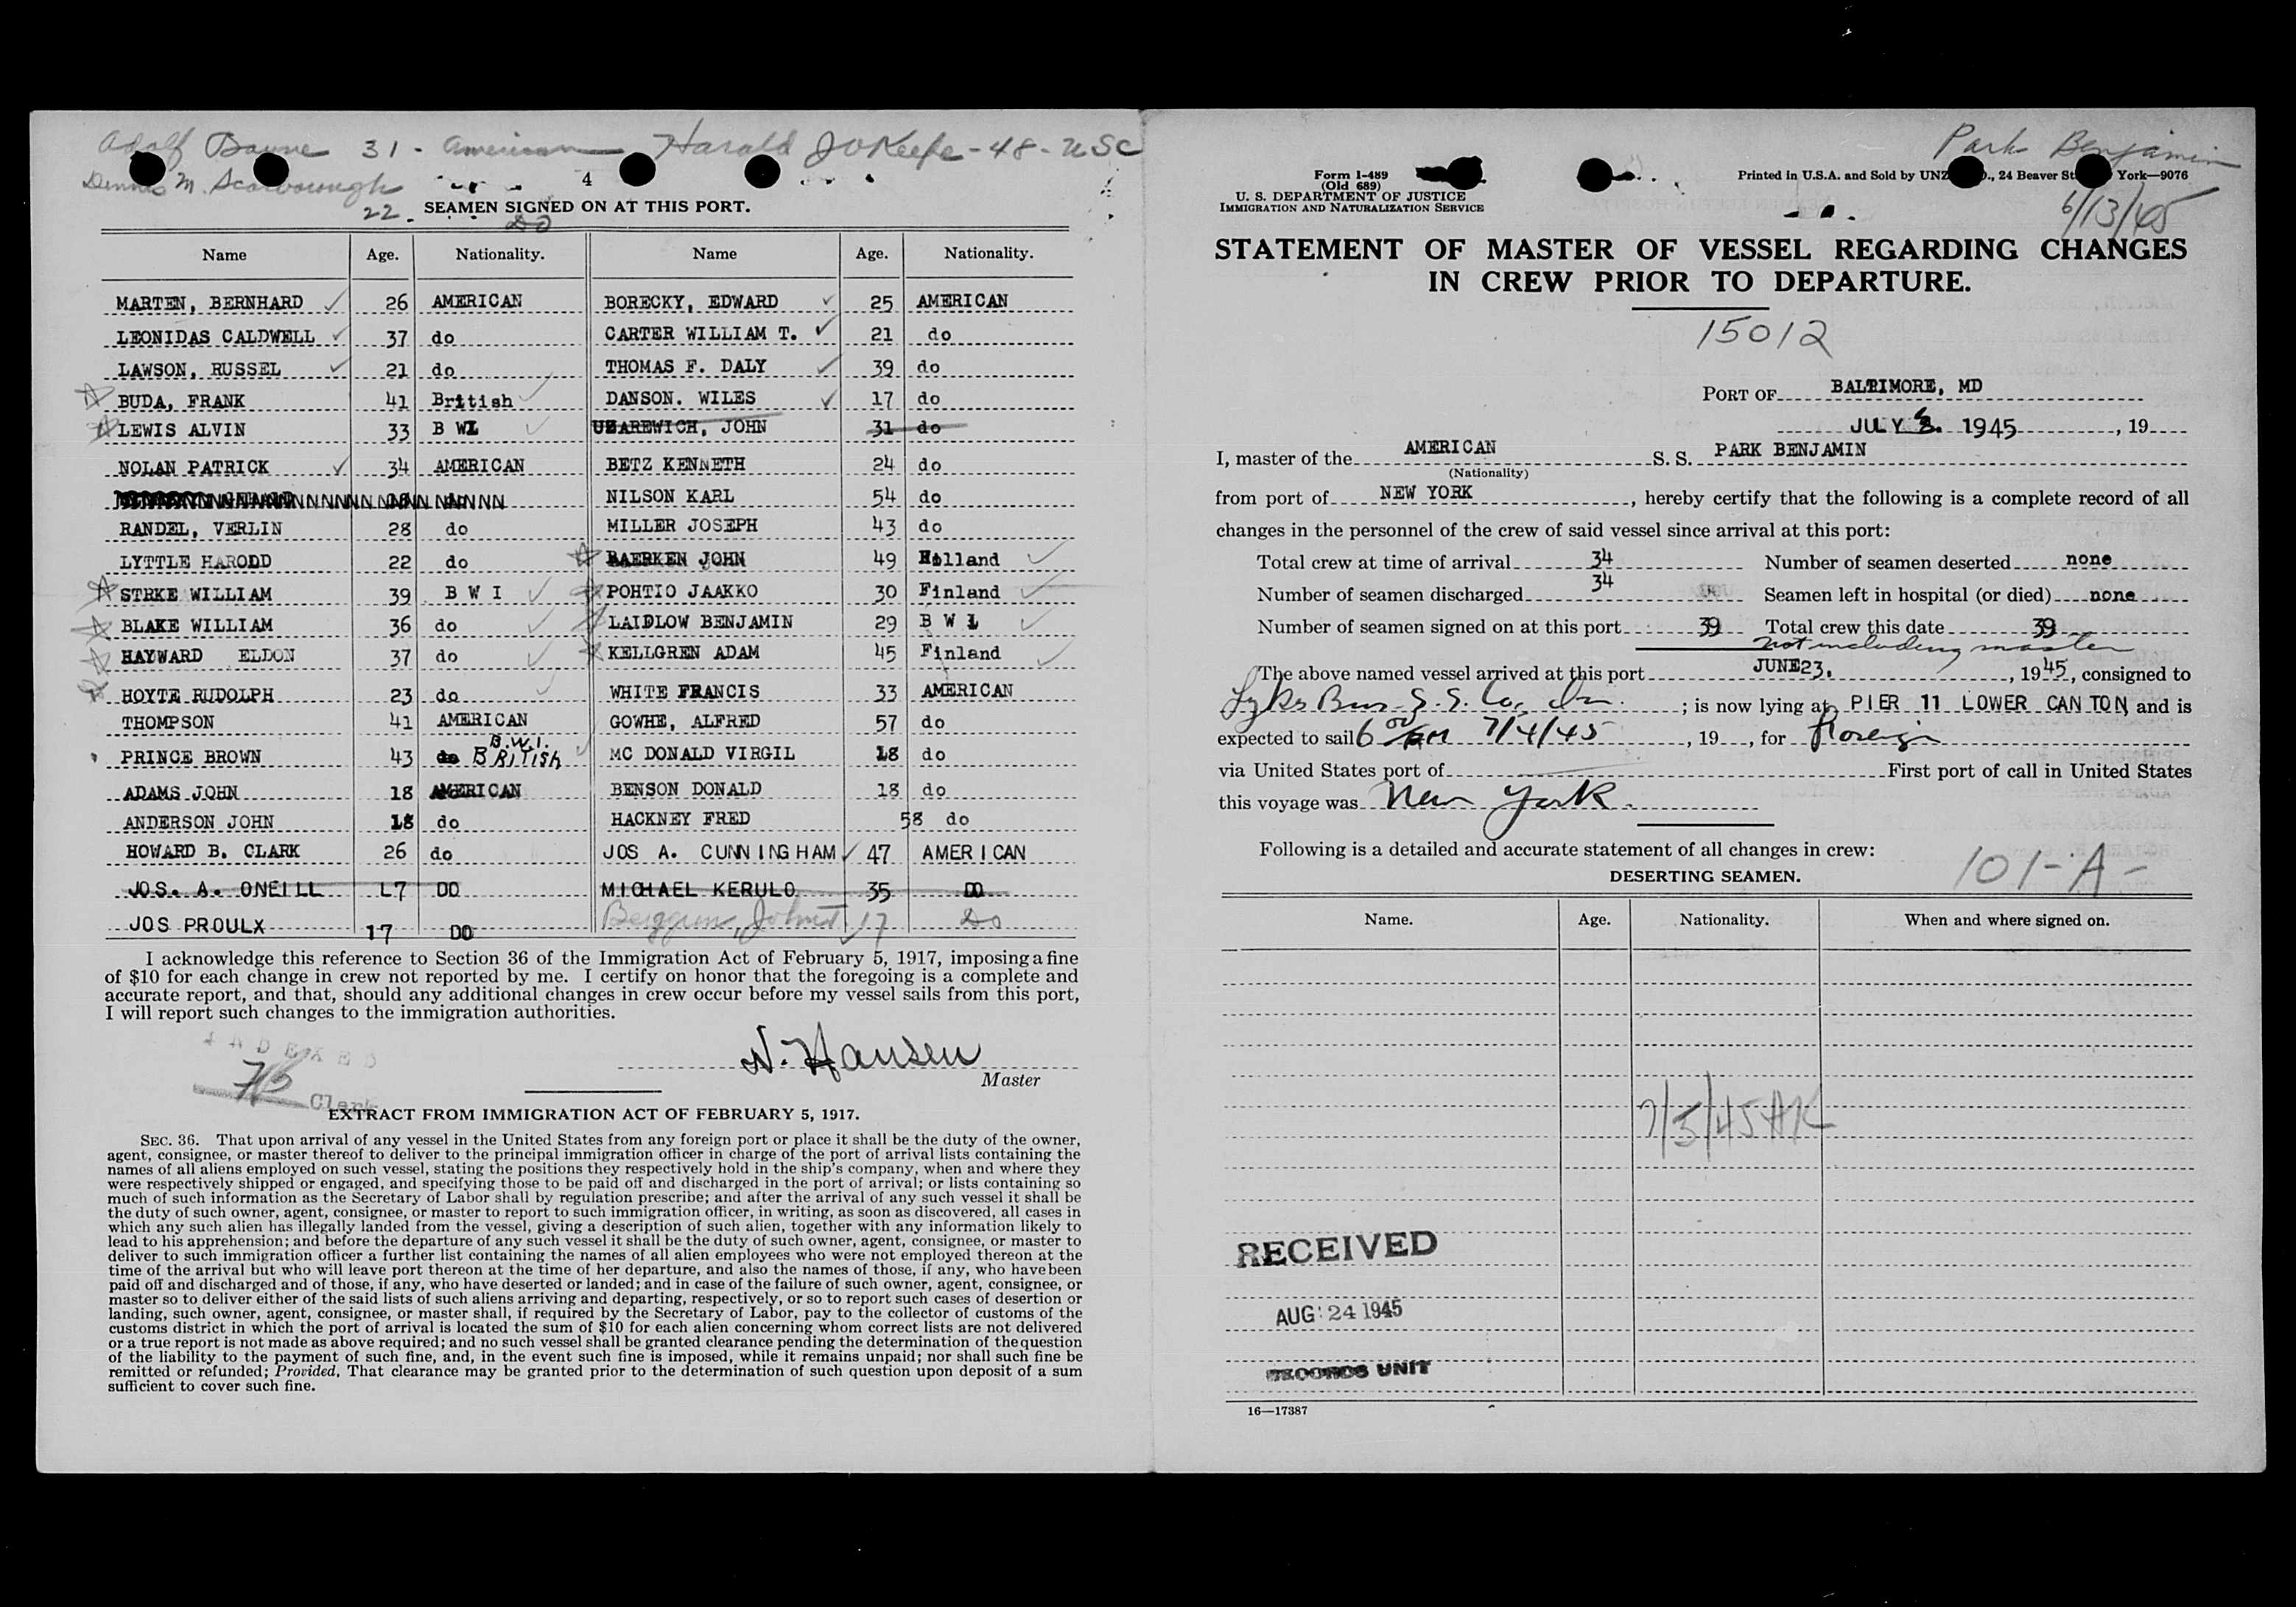 Adolf 31 - American Harold J OKeefe - 48 - USC
Dennis M. Scarborough
4
22 Do
SEAMEN SIGNED ON AT THIS PORT.
Name Age. Nationality. Name Age. Nationality.
MARTEN, BERNHARD 26 AMERICAN BORECKY, EDWARD 25 AMERICAN
LEONIDAS CALDWELL 37 do CARTER WILLIAM T. 21 do
LAWSON, RUSSEL 21 do THOMAS F. DALY 39 do
BUDA, FRANK 41 British DANSON. WILES 17 do
LEWIS ALVIN 33 B WI JOHN 31 do
NOLAN PATRICK 34 AMERICAN BETZ KENNETH 24 do
NILSON KARL 54 do
RANDEL, VERLIN 28 do MILLER JOSEPH 43 do
LYTTLE HARODD 22 do BAERKEN JOHN 49 Holland
STRKE WILLIAM 39 B W I POHTIO JAAKKO 30 Finland
BLAKE WILLIAM 36 do LAIDLOW BENJAMIN 29 B W I
HAYWARD ELDON 37 do KELLGREN ADAM 45 Finland
HOYTE RUDOLPH 23 do WHITE FRANCIS 33 AMERICAN
THOMPSON 41 AMERICAN GOWHE, ALFRED 57 do
PRINCE BROWN 43 do B.W.I. BRITISH MC DONALD VIRGIL 18 do
ADAMS JOHN 18 AMERICAN BENSON DONALD 18 do
ANDERSON JOHN 18 do HACKNEY FRED 58 do
HOWARD B. CLARK 26 do JOS A. CUNNINGHAM 47 AMERICAN
JOS. A. ONEILL L7 DO MICHAEL KERULO 35 DO
JOS PROULX 17 DO John T 17 Do
I acknowledge this reference to Section 36 of the Immigration Act of February 5, 1917, imposing a fine
of $10 for each change in crew not reported by me. I certify on honor that the foregoing is a complete and
accurate report, and that, should any additional changes in crew occur before my vessel sails from this port,
I will report such changes to the immigration authorities.
INDEXED
Clerk
N. Hansen
Master
EXTRACT FROM IMMIGRATION ACT OF FEBRUARY 5, 1917.
SEC. 36. That upon arrival of any vessel in the United States from any foreign port or place it shall be the duty of the owner,
agent, consignee, or master thereof to deliver to the principal immigration officer in charge of the port of arrival lists containing the
names of all aliens employed on such vessel, stating the positions they respectively hold in the ship's company, when and where they
were respectively shipped or engaged, and specifying those to be paid off and discharged in the port of arrival; or lists containing so
much of such information as the Secretary of Labor shall by regulation prescribe; and after the arrival of any such vessel it shall be
the duty of such owner, agent, consignee, or master to report to such immigration officer, in writing, as soon as discovered, all cases in
which any such alien has illegally landed from the vessel, giving a description of such alien, together with any information likely to
lead to his apprehension; and before the departure of any such vessel it shall be the duty of such owner, agent, consignee, or master to
deliver to such immigration officer a further list containing the names of all alien employees who were not employed thereon at the
time of the arrival but who will leave port thereon at the time of her departure, and also the names of those, if any, who have been
paid off and discharged and of those, if any, who have deserted or landed; and in case of the failure of such owner, agent, consignee, or
master so to deliver either of the said lists of such aliens arriving and departing, respectively, or so to report such cases of desertion or
landing, such owner, agent, consignee, or master shall, if required by the Secretary of Labor, pay to the collector of customs of the
customs district in which the port of arrival is located the sum of $10 for each alien concerning whom correct lists are not delivered
or a true report is not made as above required; and no such vessel shall be granted clearance pending the determination of the question
of the liability to the payment of such fine, and, in the event such fine is imposed, while it remains unpaid; nor shall such fine be
remitted or refunded; Provided, That clearance may be granted prior to the determination of such question upon deposit of a sum
sufficient to cover such fine.
Park Benjamin
6/13/45
Form I-489
(Old 689)
U. S. DEPARTMENT OF JUSTICE
IMMIGRATION AND NATURALIZATION SERVICE
Printed in U.S.A. and Sold by UNZ , 24 Beaver St York—9076
STATEMENT OF MASTER OF VESSEL REGARDING CHANGES
IN CREW PRIOR TO DEPARTURE.
15012
PORT OF BALTIMORE, MD
JULY 1945, 19
I, master of the AMERICAN S. S. PARK BENJAMIN
(Nationality)
from port of NEW YORK, hereby certify that the following is a complete record of all
changes in the personnel of the crew of said vessel since arrival at this port:
Total crew at time of arrival 34 Number of seamen deserted none
Number of seamen discharged 34 Seamen left in hospital (or died) none
Number of seamen signed on at this port 39 Total crew this date 39
not including master
The above named vessel arrived at this port JUNE23, 1945, consigned to
Lykes Bros. S. S. Co. Inc. ; is now lying at PIER 11 LOWER CANTON, and is
expected to sail 6 00 7/4/45, 19, for Foreign
via United States port of First port of call in United States
this voyage was New York.
Following is a detailed and accurate statement of all changes in crew:
101-A-
DESERTING SEAMEN.
Name. Age. Nationality. When and where signed on.
7/5/45 AK
RECEIVED
AUG 24 1945
RECORDS UNIT
16—17387